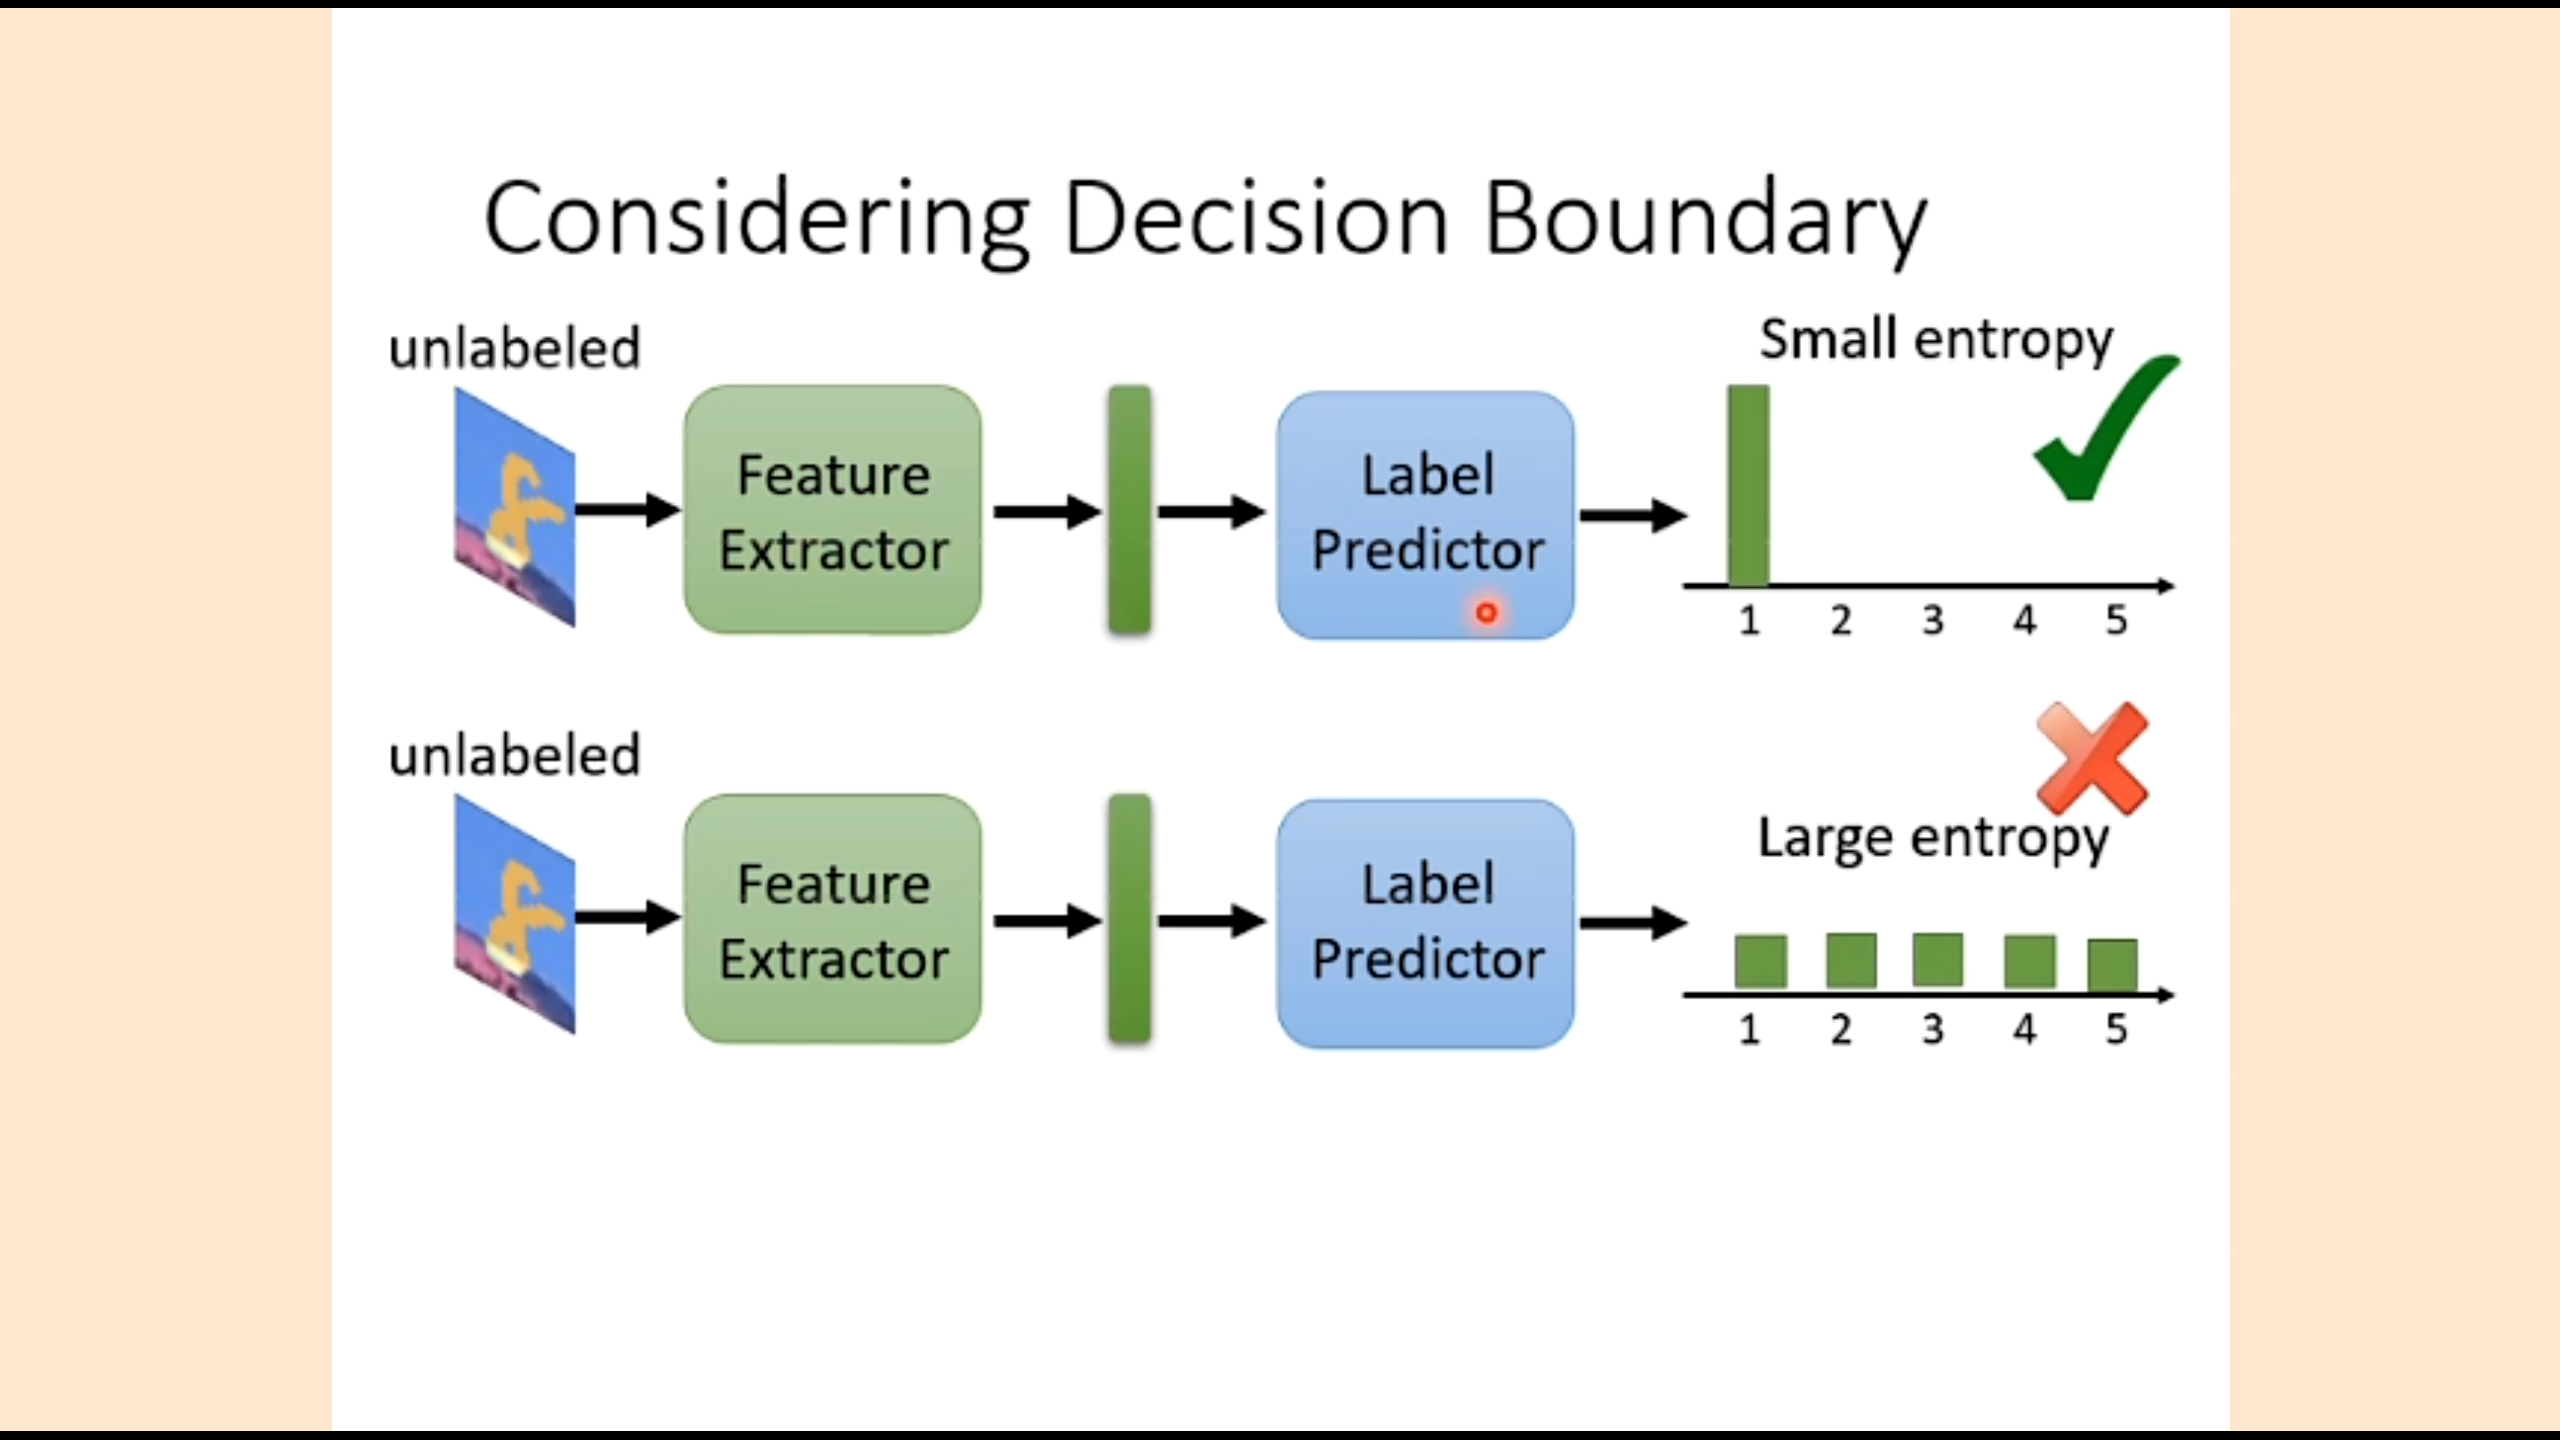 Considering Decision Boundary
unlabeled
Feature
Extractor
Label
Predictor
Small entropy
1 2 3 4 5
unlabeled
Feature
Extractor
Label
Predictor
Large entropy
1 2 3 4 5